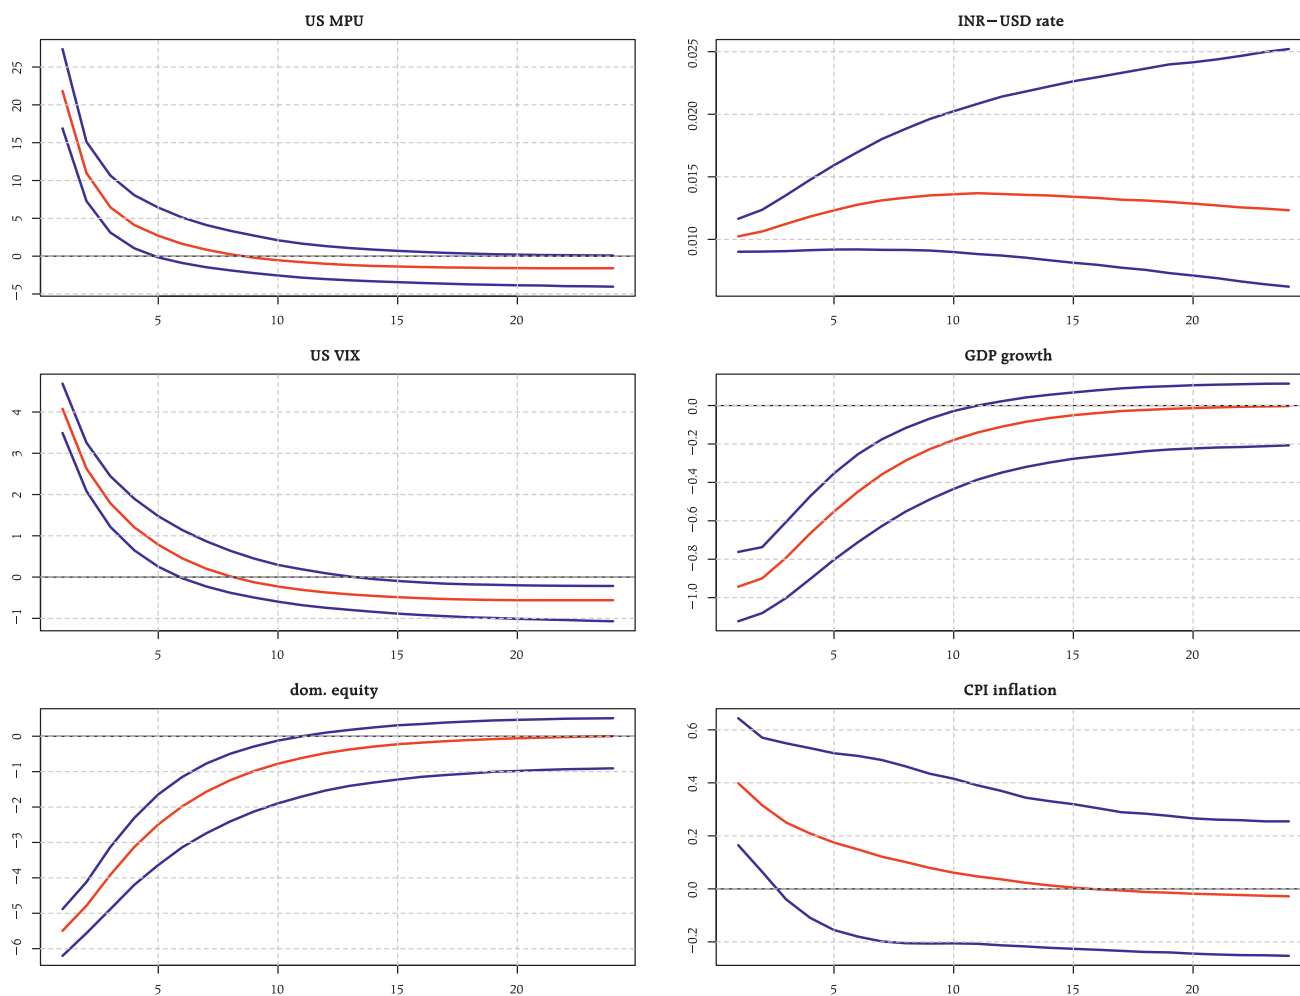 US MPU
25
20
15
10
5
0
−5
5 10 15 20
INR−USD rate
0.025
0.020
0.015
0.010
5 10 15 20
US VIX
4
3
2
1
0
−1
5 10 15 20
GDP growth
0.0
−0.2
−0.4
−0.6
−0.8
−1.0
5 10 15 20
dom. equity
0
−1
−2
−3
−4
−5
−6
5 10 15 20
CPI inflation
0.6
0.4
0.2
0.0
−0.2
5 10 15 20